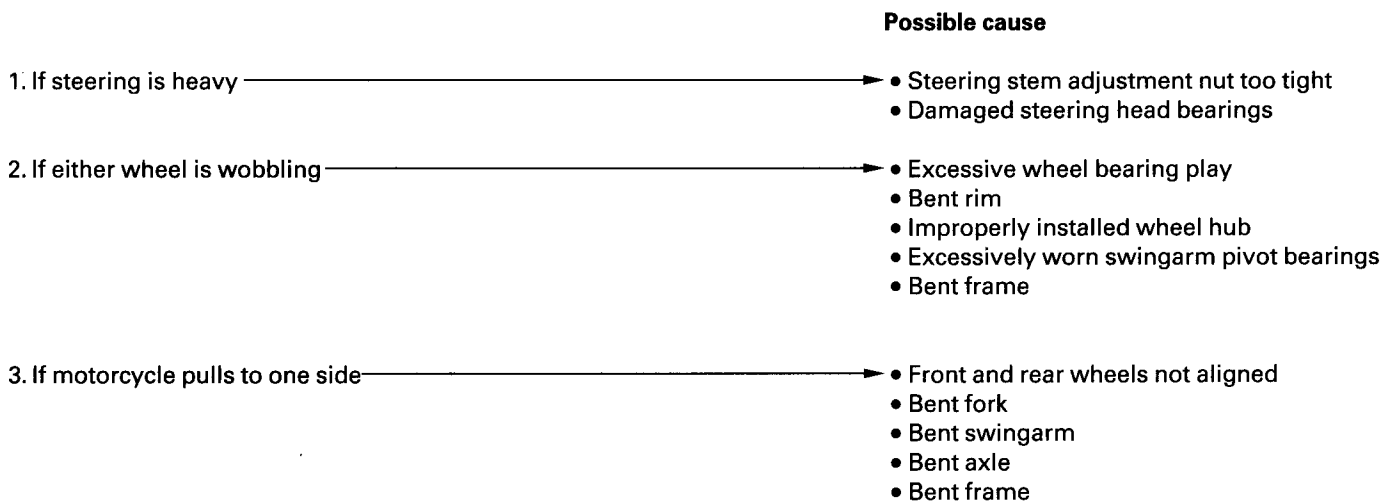 Possible cause
1. If steering is heavy
• Steering stem adjustment nut too tight
• Damaged steering head bearings
2. If either wheel is wobbling
• Excessive wheel bearing play
• Bent rim
• Improperly installed wheel hub
• Excessively worn swingarm pivot bearings
• Bent frame
3. If motorcycle pulls to one side
• Front and rear wheels not aligned
• Bent fork
• Bent swingarm
• Bent axle
• Bent frame